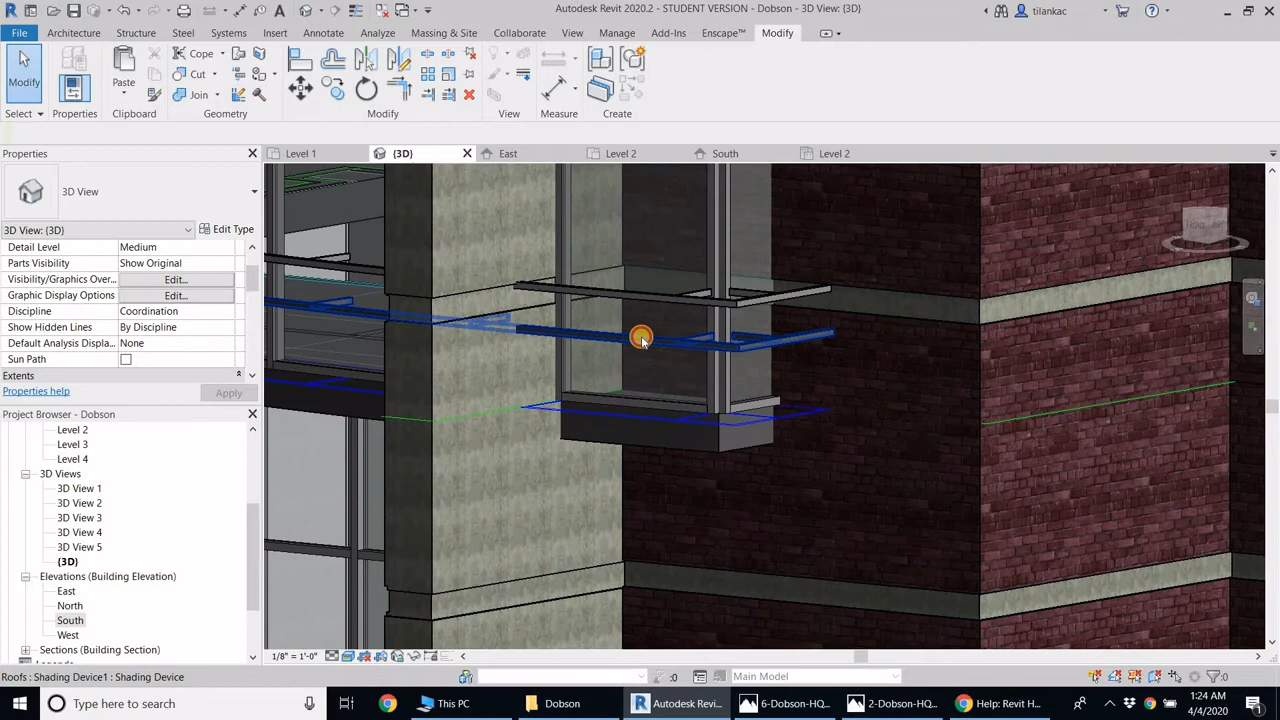 Autodesk Revit 2020.2 - STUDENT VERSION - Dobson - 3D View: {3D}
tilankac
File Architecture Structure Steel Systems Insert Annotate Analyze Massing & Site Collaborate View Manage Add-Ins Enscape™ Modify
Modify
Paste
Cope
Cut
Join
Select Properties Clipboard Geometry Modify View Measure Create
Properties
Level 1
{3D}
East
Level 2
South
Level 2
3D View
3D View: {3D}
Edit Type
Detail Level Medium
Parts Visibility Show Original
Visibility/Graphics Over... Edit...
Graphic Display Options Edit...
Discipline Coordination
Show Hidden Lines By Discipline
Default Analysis Displa... None
Sun Path
Extents
Properties help
Apply
Project Browser - Dobson
Level 2
Level 3
Level 4
3D Views
3D View 1
3D View 2
3D View 3
3D View 4
3D View 5
{3D}
Elevations (Building Elevation)
East
North
South
West
Sections (Building Section)
1/8" = 1'-0"
Roofs : Shading Device1 : Shading Device
:0
Main Model
:0
Type here to search
This PC
Dobson
Autodesk Revi...
6-Dobson-HQ...
2-Dobson-HQ...
Help: Revit H...
1:24 AM
4/4/2020